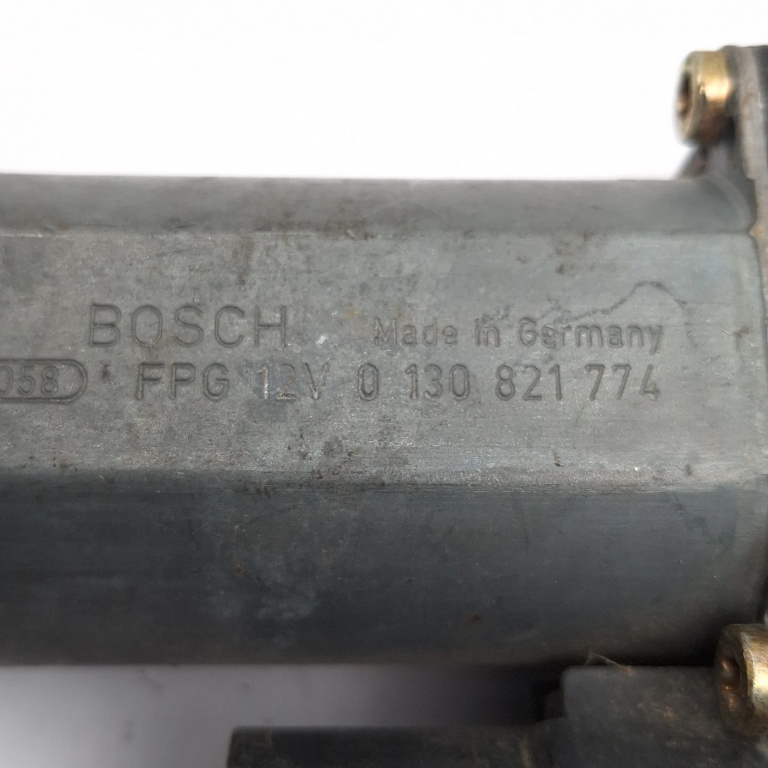 BOSCH Made in Germany
058 FPG 12V 0 130 821 774